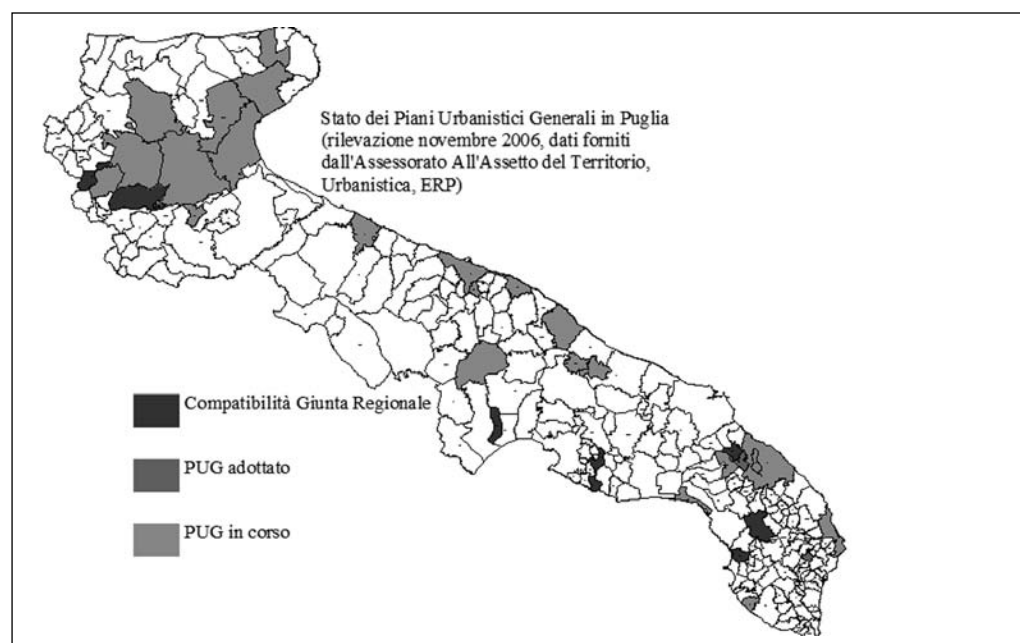 Stato dei Piani Urbanistici Generali in Puglia
(rilevazione novembre 2006, dati forniti
dall'Assessorato All'Assetto del Territorio,
Urbanistica, ERP)
Compatibilità Giunta Regionale
PUG adottato
PUG in corso